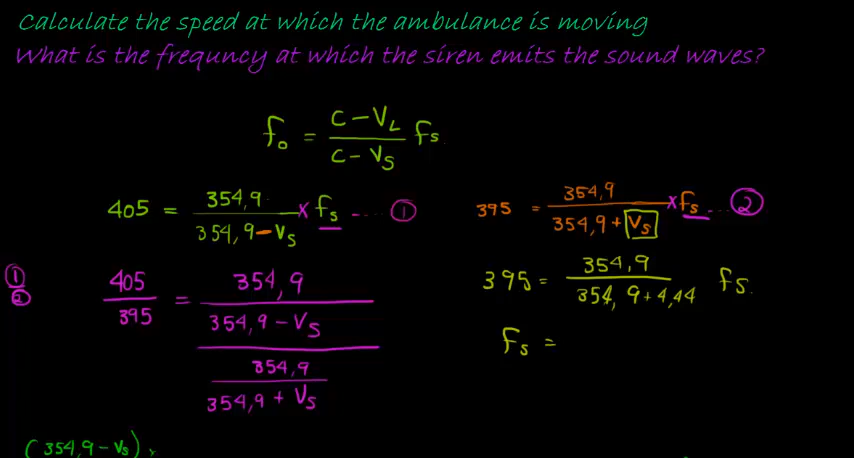 Calculate the speed at which the ambulance is moving
What is the frequncy at which the siren emits the sound waves?
f₀ = (C - V_L)/(C - V_S) f_s
405 = 354,9/(354,9 - V_S) × f_s ---- ①
395 = 354,9/(354,9 + V_S) × f_s ---- ②
①/② 405/395 = (354,9/(354,9 - V_S))/(354,9/(354,9 + V_S))
395 = 354,9/(354,9 + 4,44) f_s.
f_s =
(354,9 - V_S) ×